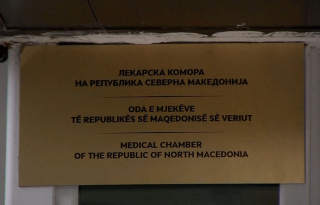 ЛЕКАРСКА КОМОРА
НА РЕПУБЛИКА СЕВЕРНА МАКЕДОНИЈА
ODA E MJEKËVE
TË REPUBLIKËS SË MAQEDONISË SË VERIUT
MEDICAL CHAMBER
OF THE REPUBLIC OF NORTH MACEDONIA